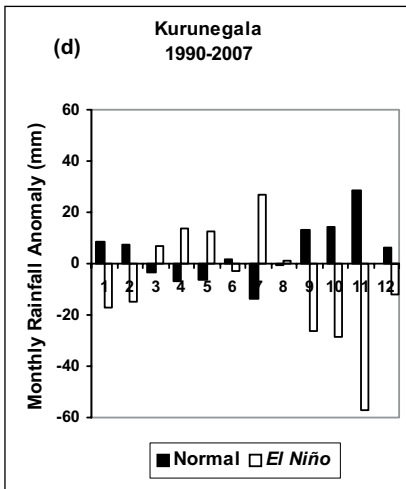 (d)
Kurunegala
1990-2007
Monthly Rainfall Anomaly (mm)
60
40
20
0
-20
-40
-60
1 2 3 4 5 6 7 8 9 10 11 12
Normal El Niño